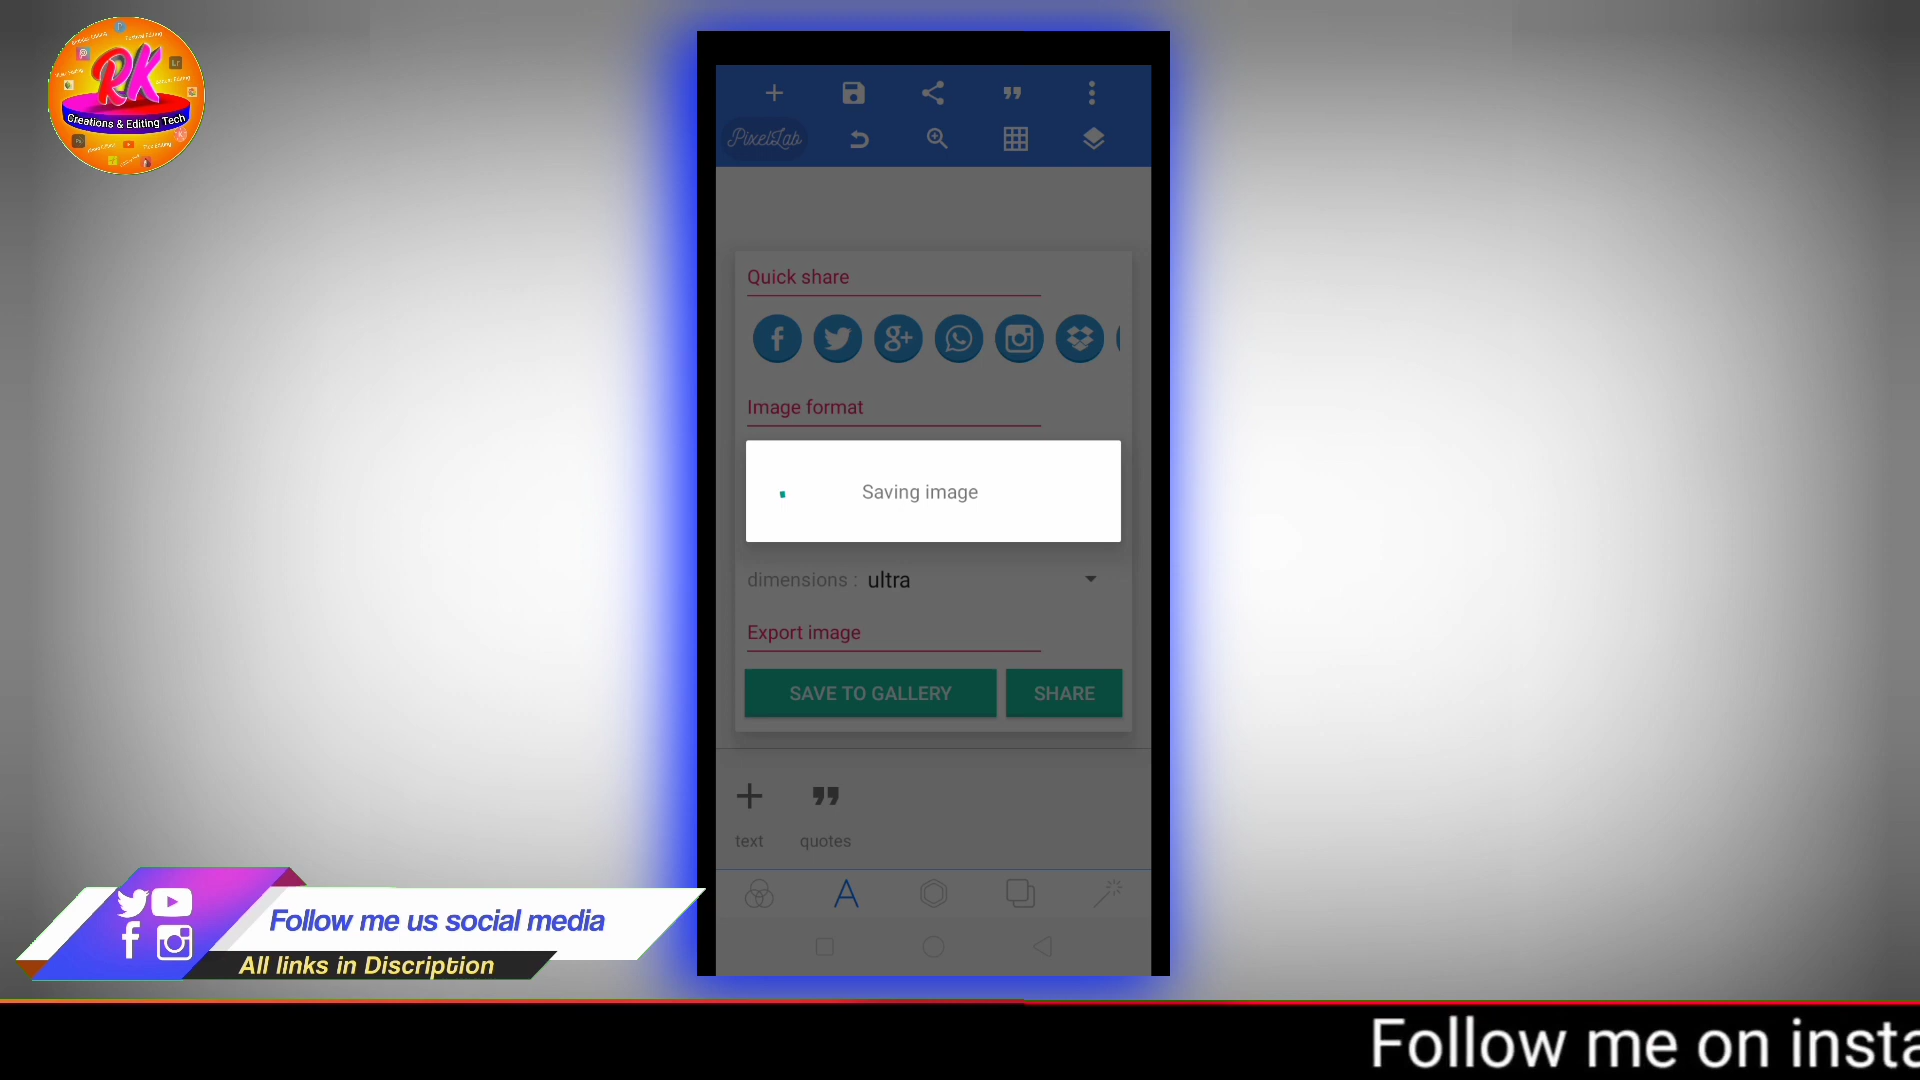 RK
Creations & Editing Tech
PixelLab
Quick share
Image format
Saving image
dimensions : ultra
Export image
SAVE TO GALLERY
SHARE
text
quotes
Follow me us social media
All links in Discription
Follow me on insta